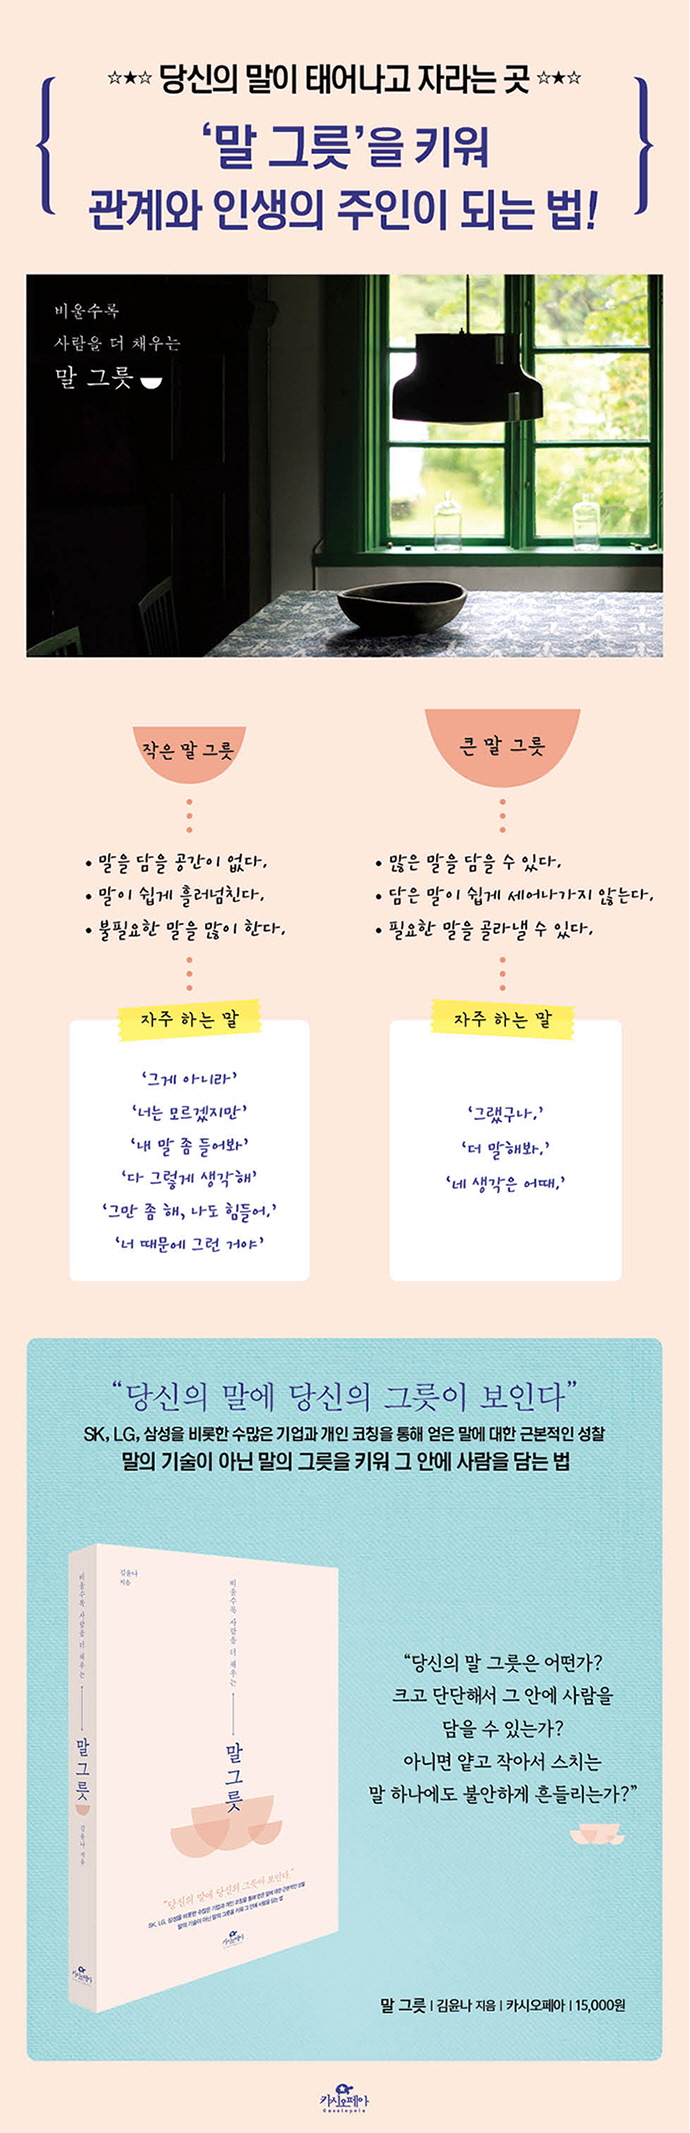 ☆★☆ 당신의 말이 태어나고 자라는 곳 ☆★☆
‘말 그릇’을 키워
관계와 인생의 주인이 되는 법!
비울수록
사람을 더 채우는
말 그릇
작은 말 그릇
• 말을 담을 공간이 없다.
• 말이 쉽게 흘러넘친다.
• 불필요한 말을 많이 한다.
자주 하는 말
‘그게 아니라’
‘너는 모르겠지만’
‘내 말 좀 들어봐’
‘다 그렇게 생각해’
‘그만 좀 해, 나도 힘들어.’
‘너 때문에 그런 거야’
큰 말 그릇
• 많은 말을 담을 수 있다.
• 담은 말이 쉽게 세어나가지 않는다.
• 필요한 말을 골라낼 수 있다.
자주 하는 말
‘그랬구나.’
‘더 말해봐.’
‘네 생각은 어때.’
“당신의 말에 당신의 그릇이 보인다”
SK, LG, 삼성을 비롯한 수많은 기업과 개인 코칭을 통해 얻은 말에 대한 근본적인 성찰
말의 기술이 아닌 말의 그릇을 키워 그 안에 사람을 담는 법
비울수록 사람을 더 채우는
말 그릇
김윤나 지음
카시오페아
김윤나
지음
비울수록 사람을 더 채우는
말 그릇
“당신의 말에 당신의 그릇이 보인다.”
SK, LG, 삼성을 비롯한 수많은 기업과 개인 코칭을 통해 얻은 말에 대한 근본적인 성찰
말의 기술이 아닌 말의 그릇을 키워 그 안에 사람을 담는 법
카시오페아
“당신의 말 그릇은 어떤가?
크고 단단해서 그 안에 사람을
담을 수 있는가?
아니면 얕고 작아서 스치는
말 하나에도 불안하게 흔들리는가?”
말 그릇 | 김윤나 지음 | 카시오페아 | 15,000원
카시오페아
Cassiopeia